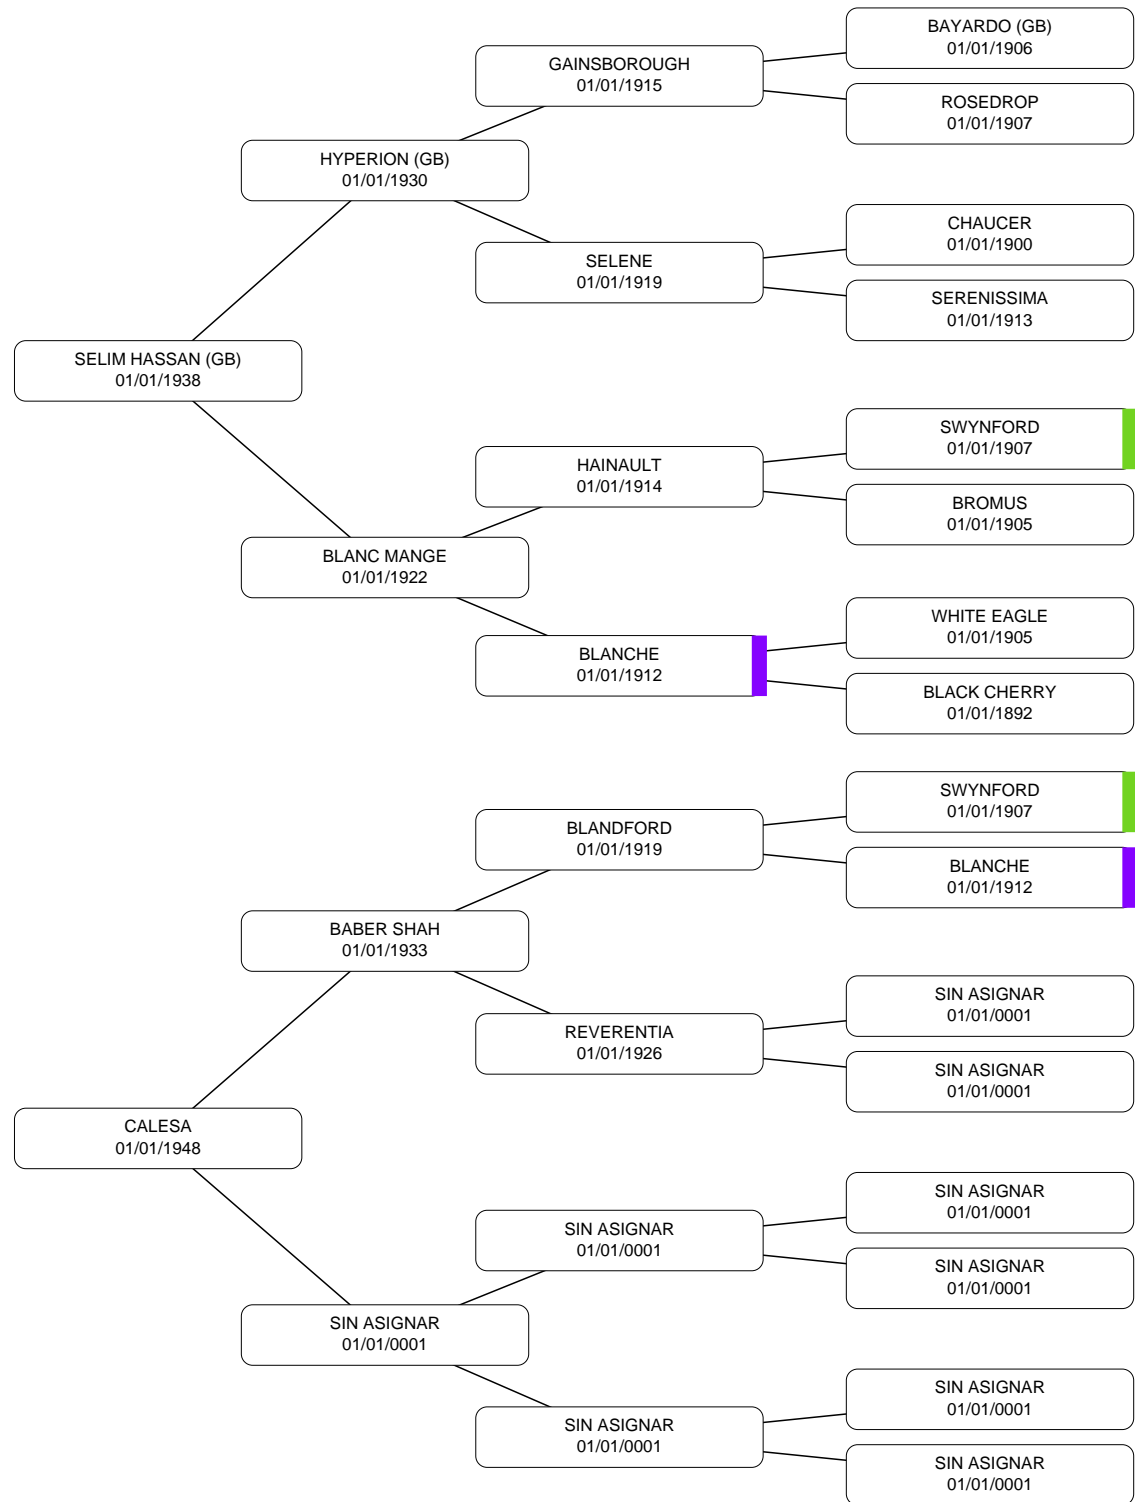 BAYARDO (GB)
01/01/1906
GAINSBOROUGH
01/01/1915
ROSEDROP
01/01/1907
HYPERION (GB)
01/01/1930
CHAUCER
01/01/1900
SELENE
01/01/1919
SERENISSIMA
01/01/1913
SELIM HASSAN (GB)
01/01/1938
SWYNFORD
01/01/1907
HAINAULT
01/01/1914
BROMUS
01/01/1905
BLANC MANGE
01/01/1922
WHITE EAGLE
01/01/1905
BLANCHE
01/01/1912
BLACK CHERRY
01/01/1892
SWYNFORD
01/01/1907
BLANDFORD
01/01/1919
BLANCHE
01/01/1912
BABER SHAH
01/01/1933
SIN ASIGNAR
01/01/0001
REVERENTIA
01/01/1926
SIN ASIGNAR
01/01/0001
CALESA
01/01/1948
SIN ASIGNAR
01/01/0001
SIN ASIGNAR
01/01/0001
SIN ASIGNAR
01/01/0001
SIN ASIGNAR
01/01/0001
SIN ASIGNAR
01/01/0001
SIN ASIGNAR
01/01/0001
SIN ASIGNAR
01/01/0001